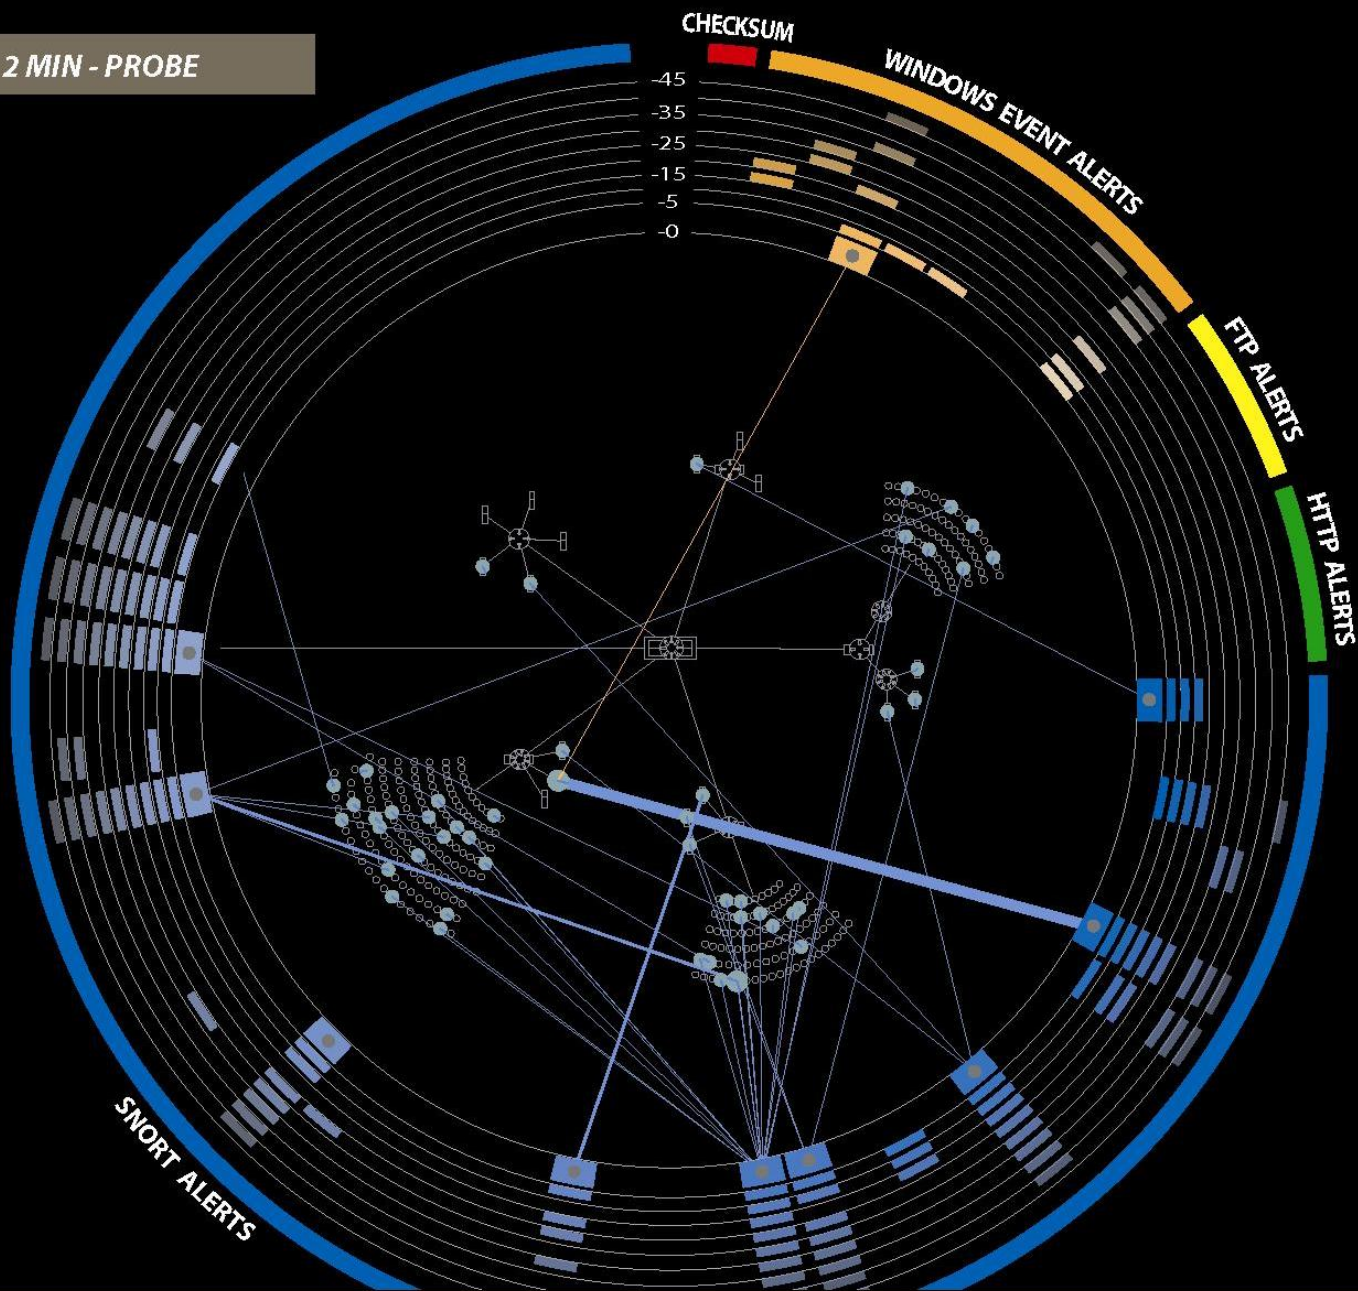 2 MIN - PROBE
CHECKSUM
WINDOWS EVENT ALERTS
FTP ALERTS
HTTP ALERTS
SNORT ALERTS
-45
-35
-25
-15
-5
-0